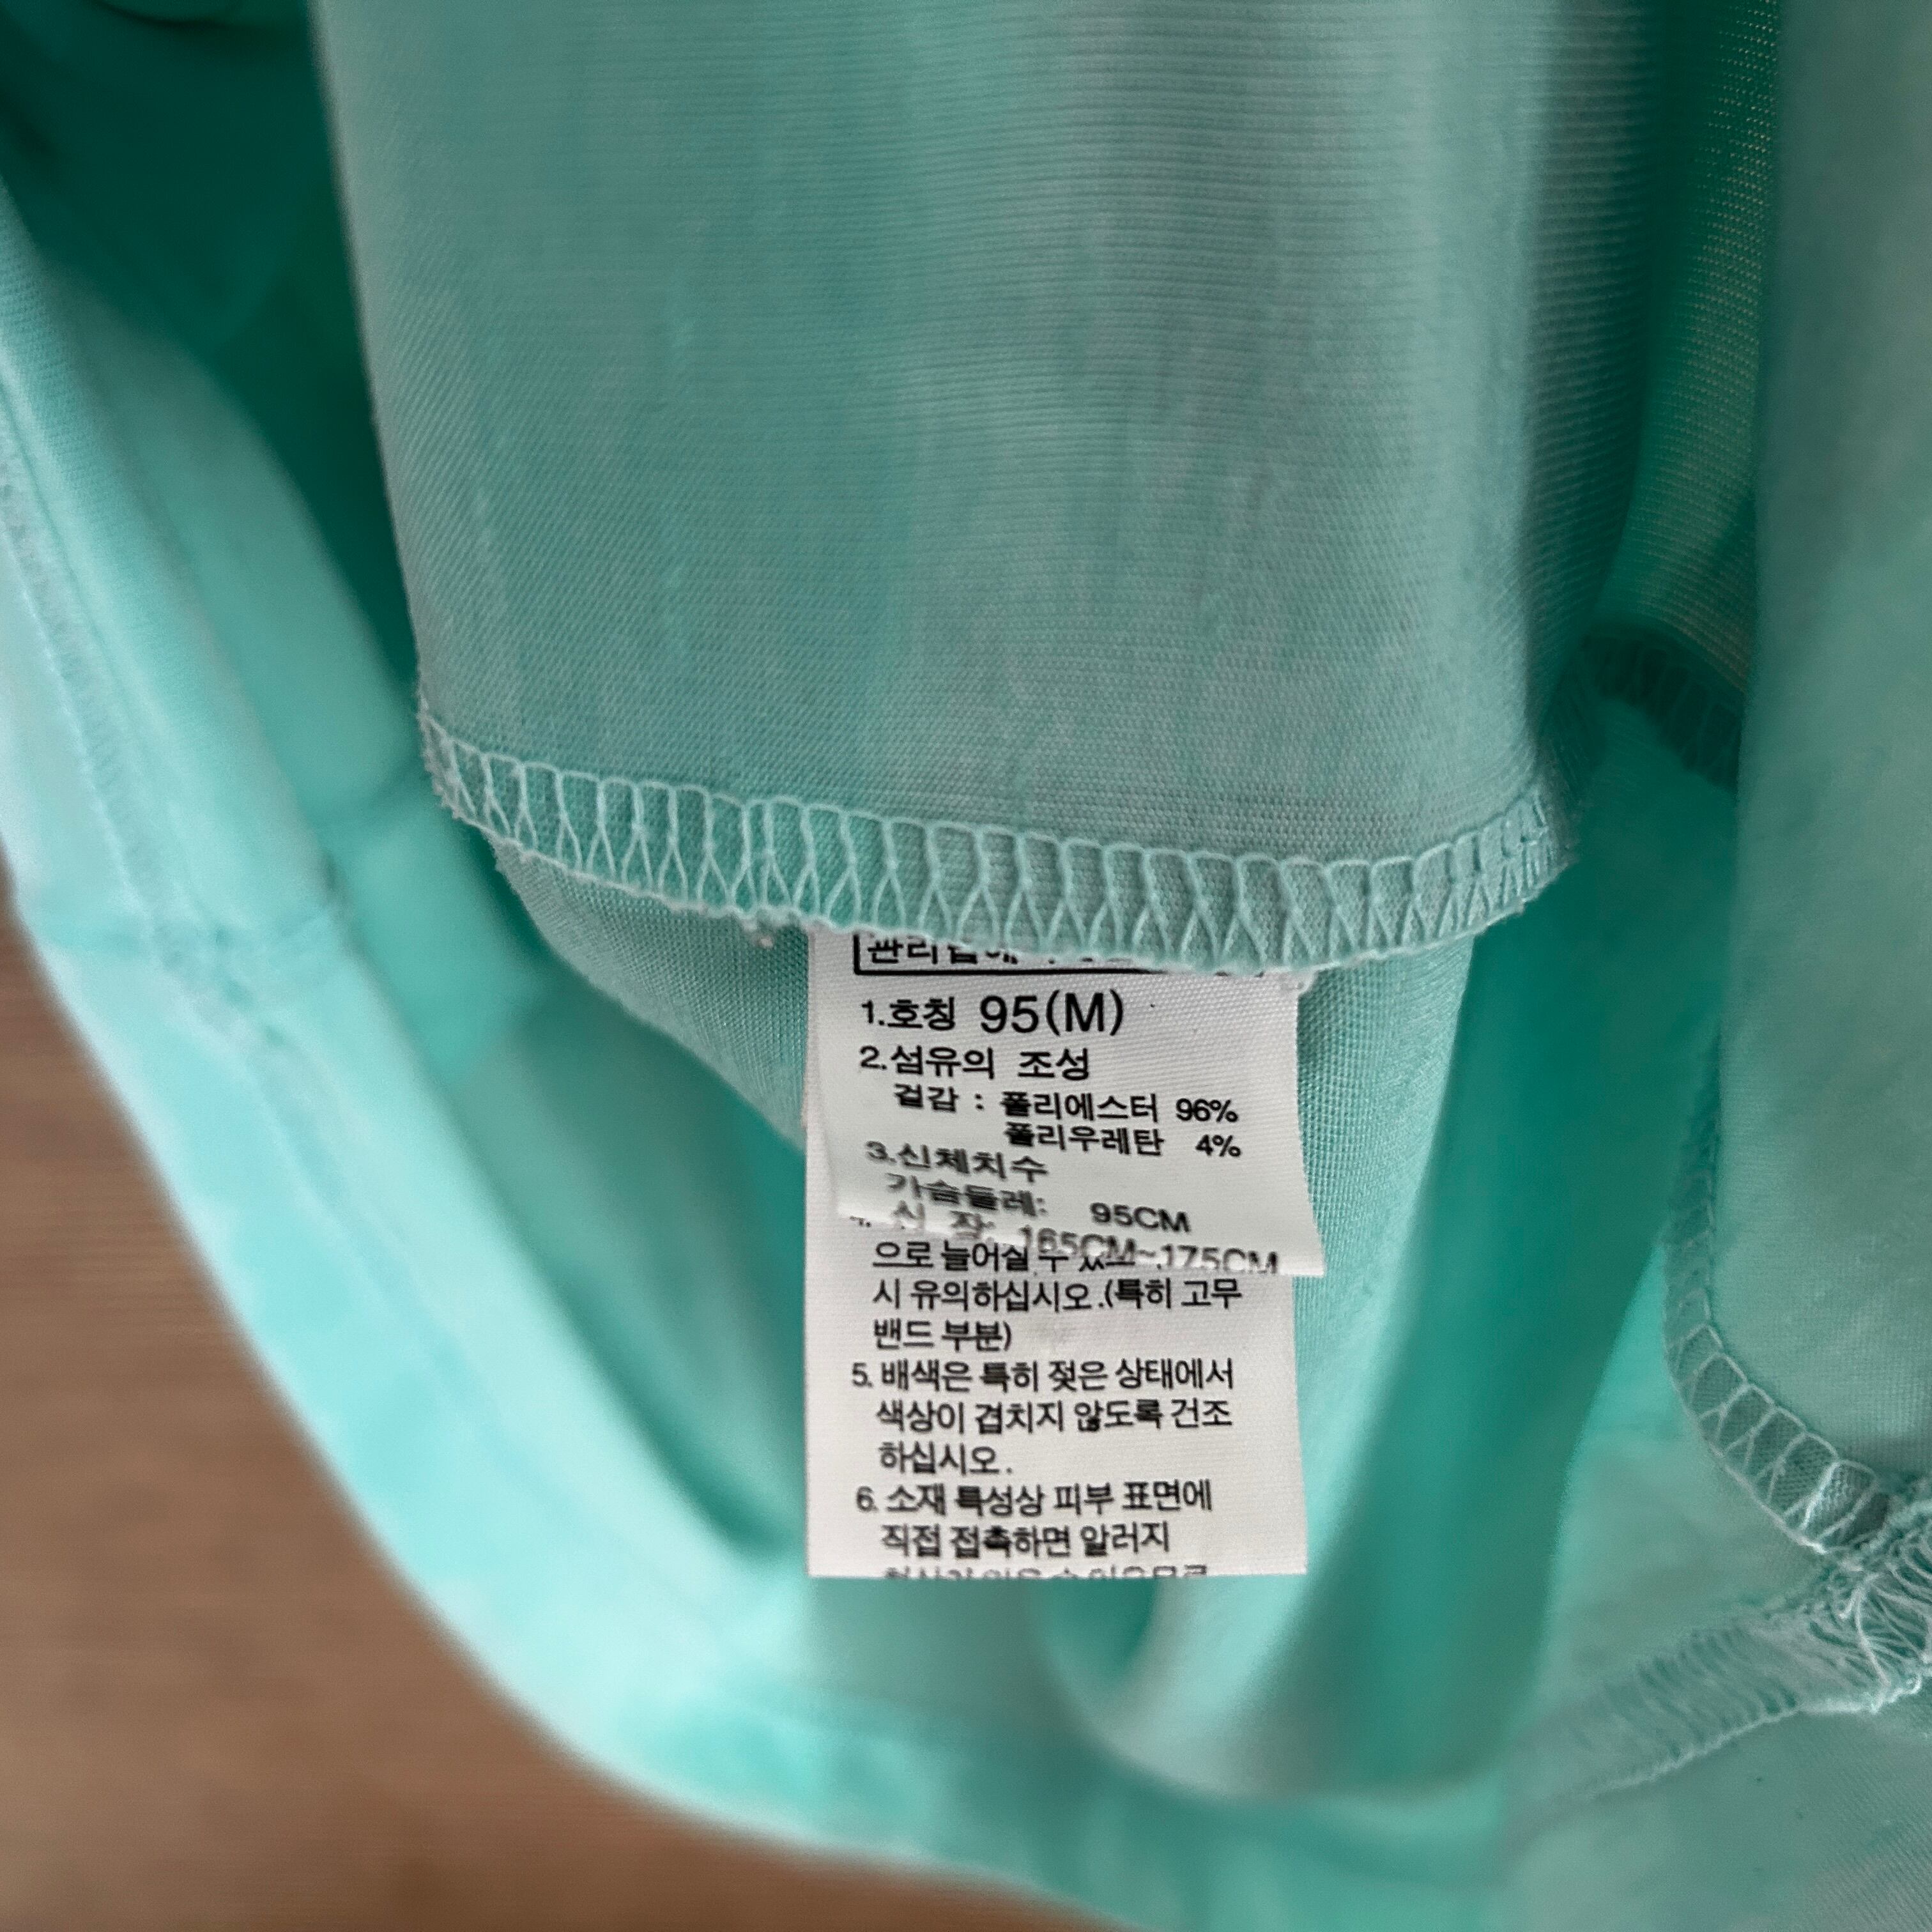 1.호칭 95(M)
2.섬유의 조성
겉감 : 폴리에스터 96%
폴리우레탄 4%
3.신체치수
가슴둘레: 95CM
신 장: 165CM~175CM
으로 늘어실 수
시 유의하십시오.(특히 고무
밴드 부분)
5. 배색은 특히 젖은 상태에서
색상이 겹치지 않도록 건조
하십시오.
6. 소재 특성상 피부 표면에
직접 접촉하면 알러지